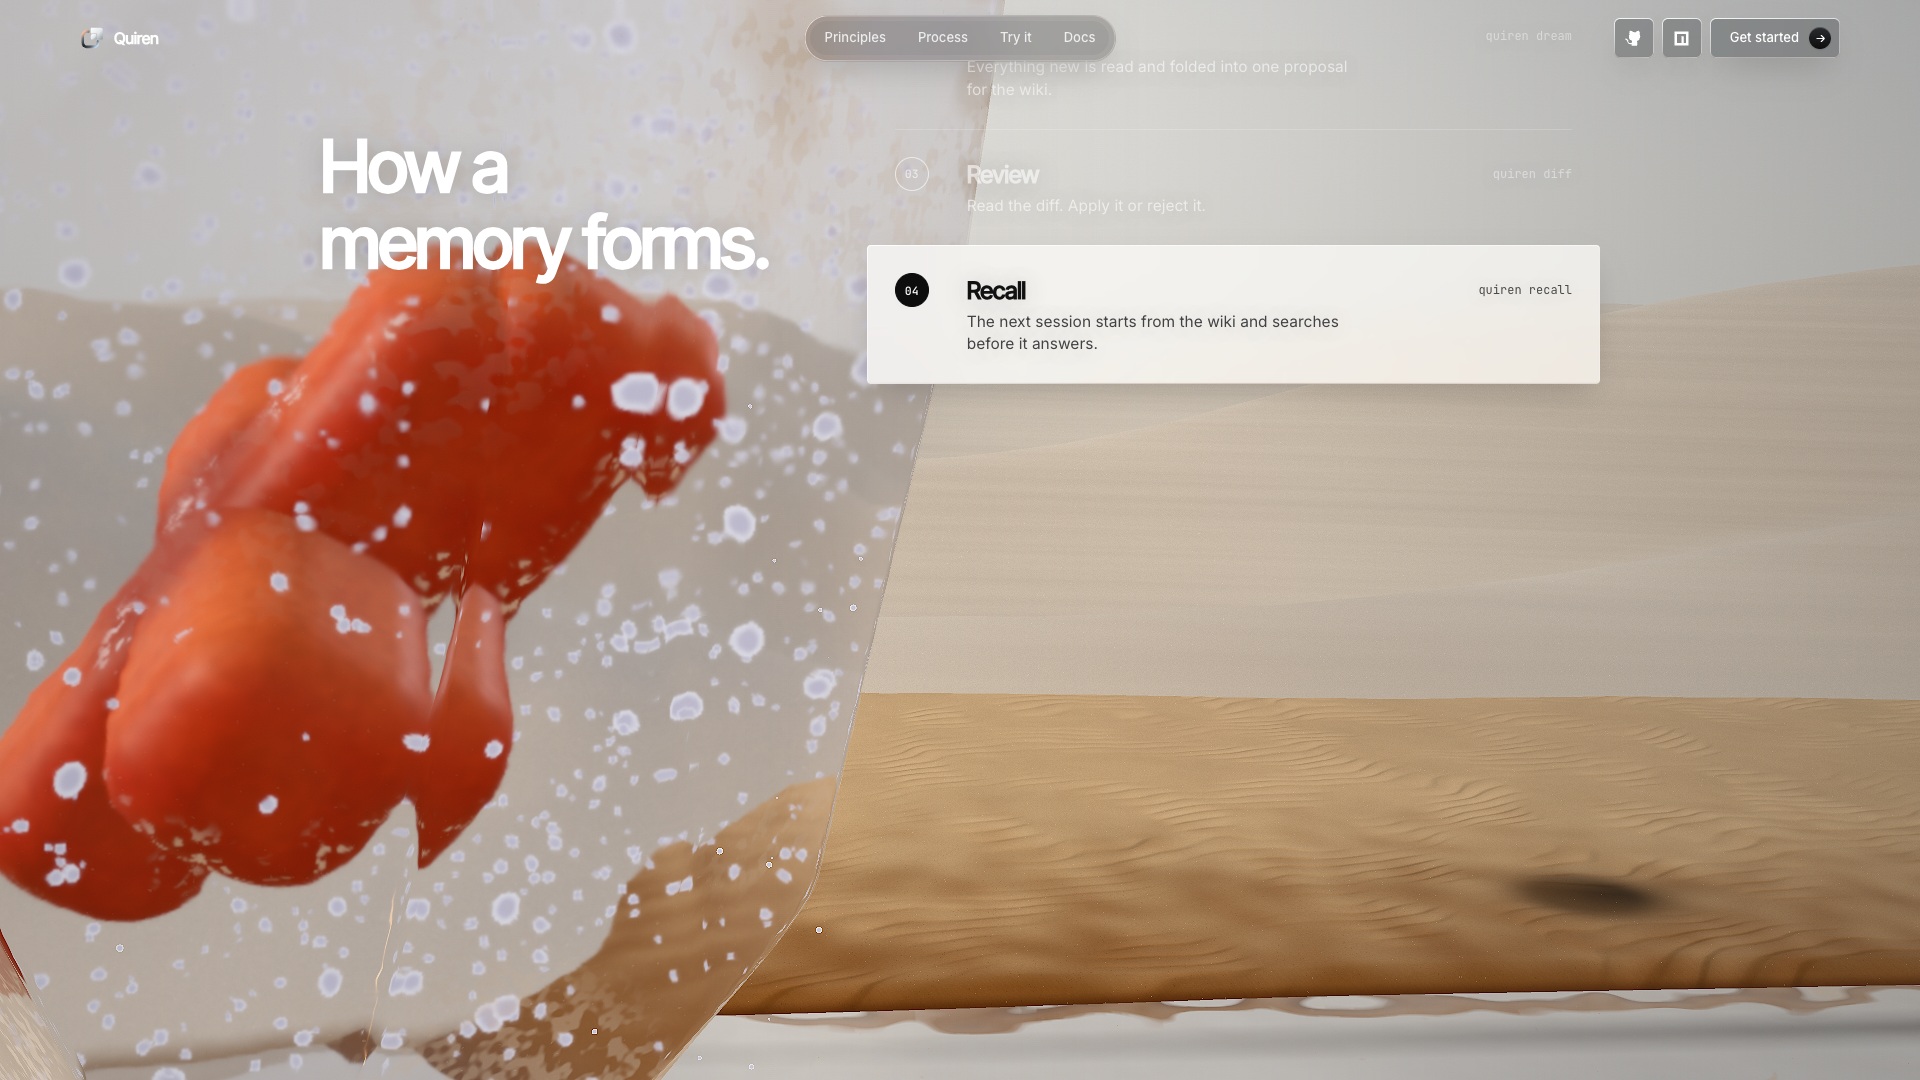 Quiren
Principles
Process
Try it
Docs
Get started
quiren dream
Everything new is read and folded into one proposal
for the wiki.
How a
memory forms.
03
Review
quiren diff
Read the diff. Apply it or reject it.
04
Recall
quiren recall
The next session starts from the wiki and searches
before it answers.